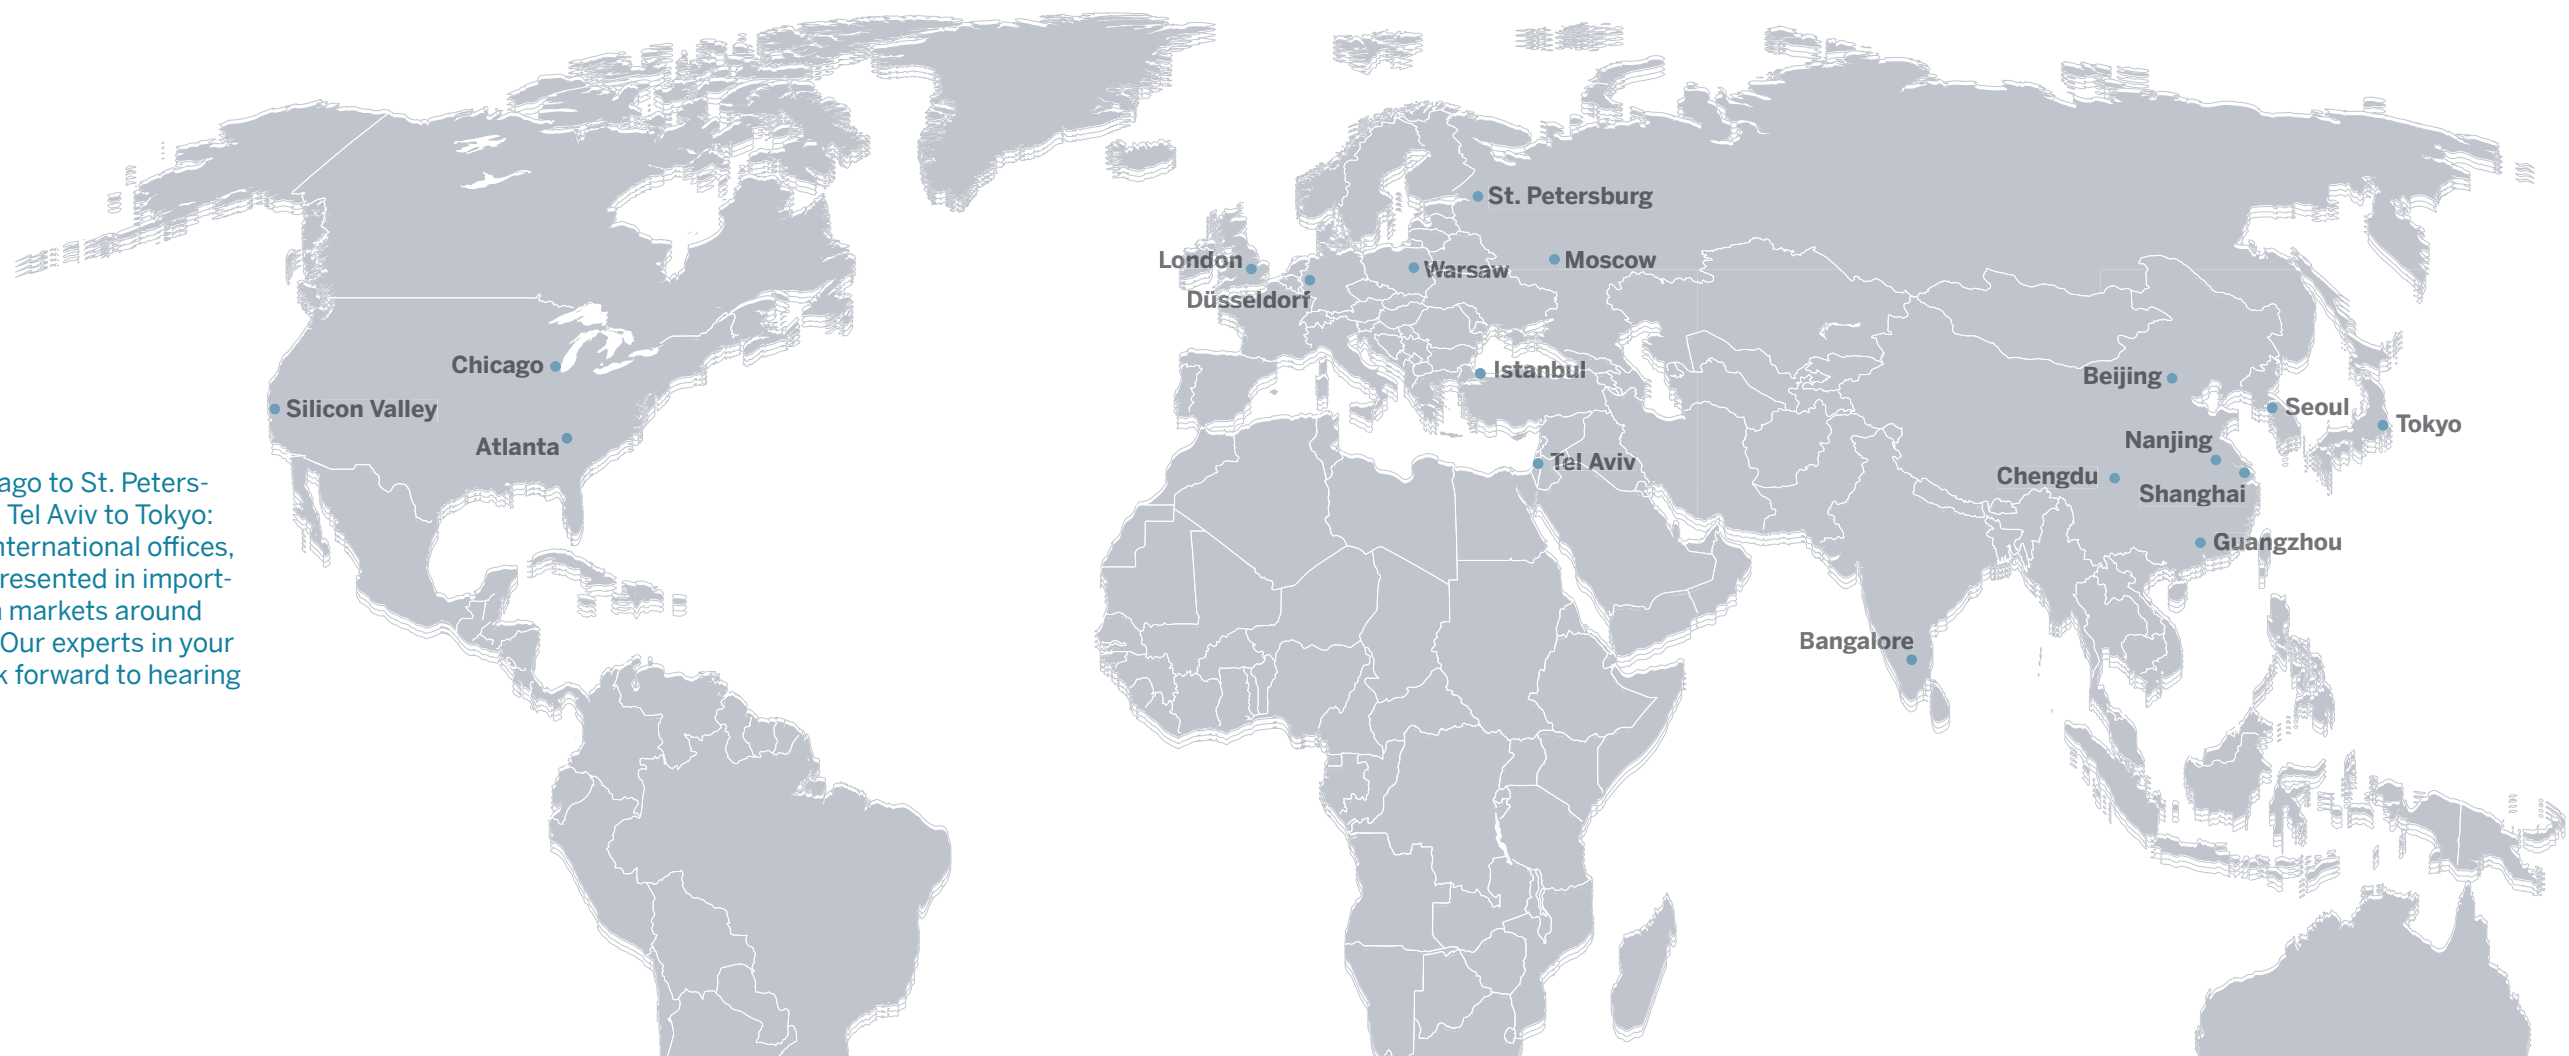 St. Petersburg
London
Moscow
Warsaw
Düsseldorf
Chicago
Istanbul
Beijing
Silicon Valley
Seoul
Tokyo
Atlanta
Nanjing
Tel Aviv
Chengdu
Shanghai
Guangzhou
Bangalore
ago to St. Peters-
Tel Aviv to Tokyo:
nternational offices,
resented in import-
markets around
Our experts in your
k forward to hearing